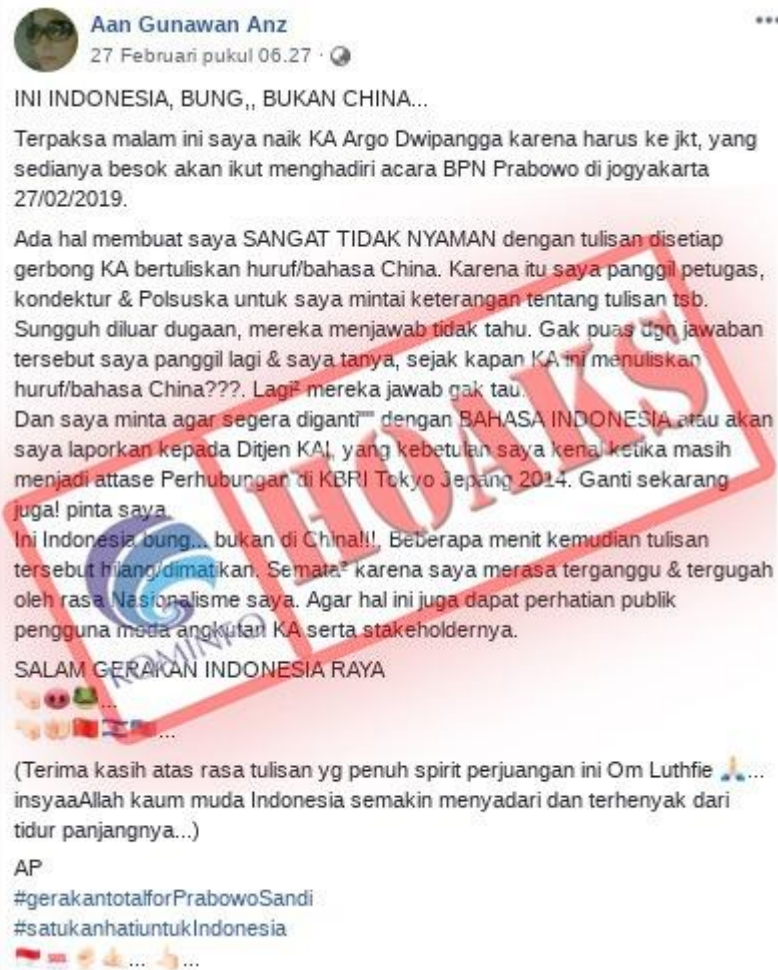 Aan Gunawan Anz
27 Februari pukul 06.27 ·
INI INDONESIA, BUNG,, BUKAN CHINA...
Terpaksa malam ini saya naik KA Argo Dwipangga karena harus ke jkt, yang
sedianya besok akan ikut menghadiri acara BPN Prabowo di jogyakarta
27/02/2019.
Ada hal membuat saya SANGAT TIDAK NYAMAN dengan tulisan disetiap
gerbong KA bertuliskan huruf/bahasa China. Karena itu saya panggil petugas,
kondektur & Polsuska untuk saya mintai keterangan tentang tulisan tsb.
Sungguh diluar dugaan, mereka menjawab tidak tahu. Gak puas dgn jawaban
tersebut saya panggil lagi & saya tanya, sejak kapan KA ini menuliskan
huruf/bahasa China???. Lagi² mereka jawab gak tau.
Dan saya minta agar segera diganti"" dengan BAHASA INDONESIA atau akan
saya laporkan kepada Ditjen KAI, yang kebetulan saya kenal ketika masih
menjadi attase Perhubungan di KBRI Tokyo Jepang 2014. Ganti sekarang
juga! pinta saya.
Ini Indonesia bung... bukan di China!!!. Beberapa menit kemudian tulisan
tersebut hilang/dimatikan. Semata² karena saya merasa terganggu & tergugah
oleh rasa Nasionalisme saya. Agar hal ini juga dapat perhatian publik
pengguna moda angkutan KA serta stakeholdernya.
SALAM GERAKAN INDONESIA RAYA
...
...
(Terima kasih atas rasa tulisan yg penuh spirit perjuangan ini Om Luthfie 🙏...
insyaaAllah kaum muda Indonesia semakin menyadari dan terhenyak dari
tidur panjangnya...)
AP
#gerakantotalforPrabowoSandi
#satukanhatiuntukIndonesia
... ...
HOAKS
KOMINFO